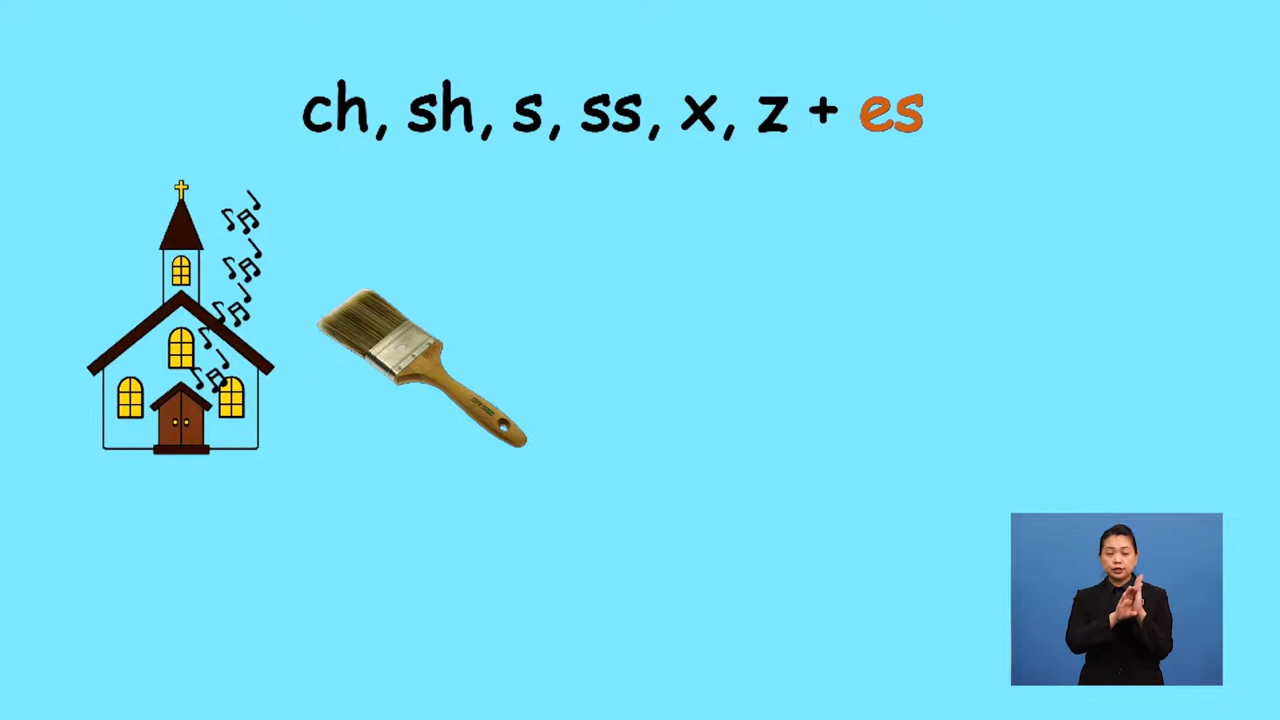 ch, sh, s, ss, x, z + es